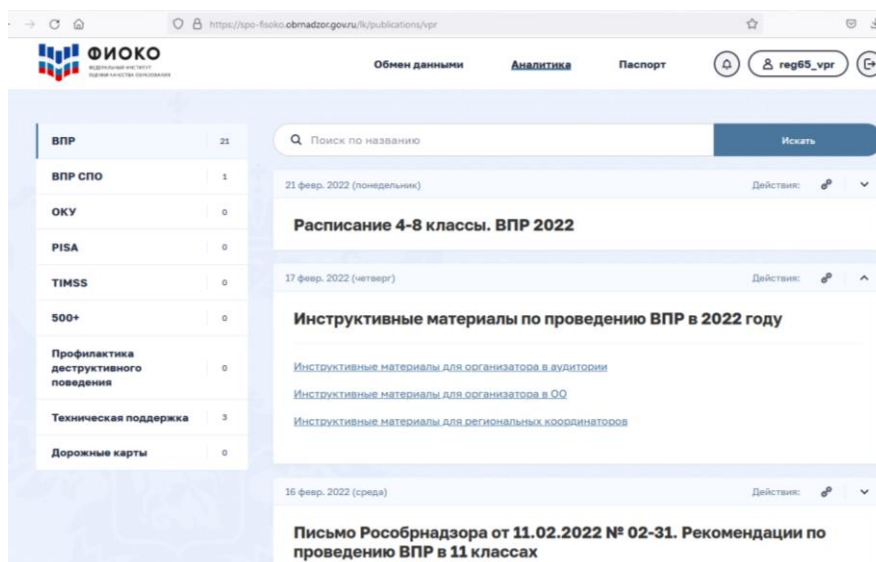 https://spo-fisoko.obrnadzor.gov.ru/lk/publications/vpr
ФИОКО
ФЕДЕРАЛЬНЫЙ ИНСТИТУТ
ОЦЕНКИ КАЧЕСТВА ОБРАЗОВАНИЯ
Обмен данными
Аналитика
Паспорт
reg65_vpr
ВПР 21
ВПР СПО 1
ОКУ 0
PISA 0
TIMSS 0
500+ 0
Профилактика
деструктивного
поведения 0
Техническая поддержка 3
Дорожные карты 0
Поиск по названию
Искать
21 февр. 2022 (понедельник) Действия:
Расписание 4-8 классы. ВПР 2022
17 февр. 2022 (четверг) Действия:
Инструктивные материалы по проведению ВПР в 2022 году
Инструктивные материалы для организатора в аудитории
Инструктивные материалы для организатора в ОО
Инструктивные материалы для региональных координаторов
16 февр. 2022 (среда) Действия:
Письмо Рособрнадзора от 11.02.2022 № 02-31. Рекомендации по
проведению ВПР в 11 классах